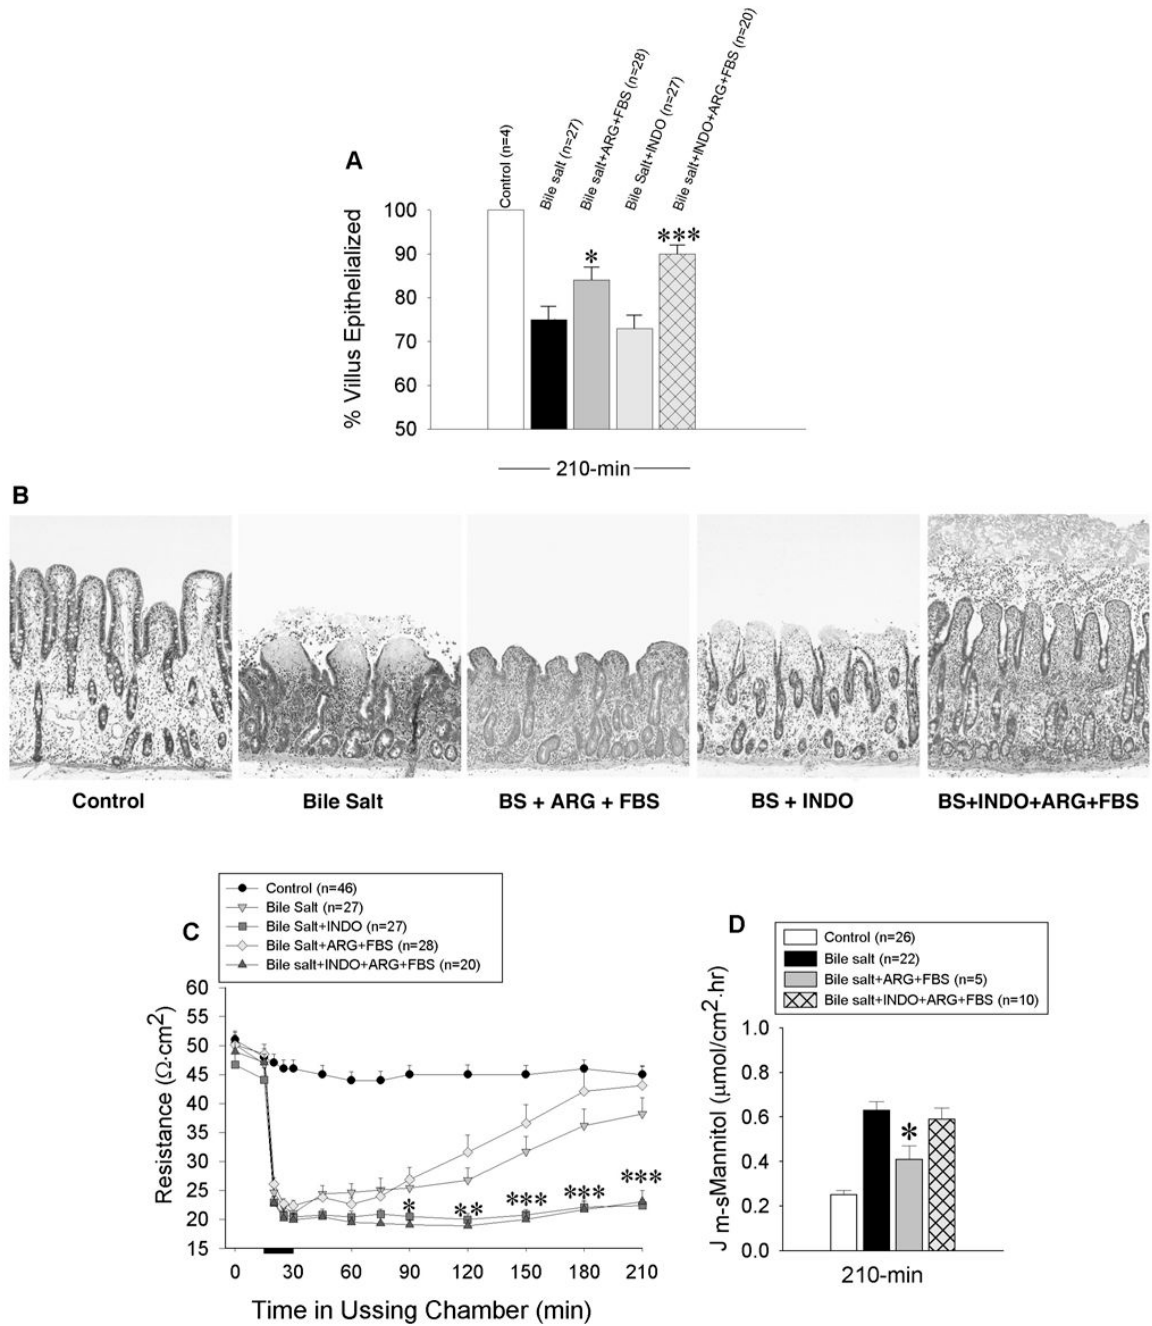 A
Control (n=4)
Bile salt (n=27)
Bile salt+ARG+FBS (n=28)
Bile Salt+INDO (n=27)
Bile salt+INDO+ARG+FBS (n=20)
% Villus Epithelialized
100
90
80
70
60
50
*
***
210-min
B
Control
Bile Salt
BS + ARG + FBS
BS + INDO
BS+INDO+ARG+FBS
C
Control (n=46)
Bile Salt (n=27)
Bile Salt+INDO (n=27)
Bile Salt+ARG+FBS (n=28)
Bile salt+INDO+ARG+FBS (n=20)
Resistance (Ω·cm²)
60
55
50
45
40
35
30
25
20
15
*
**
***
***
***
0 30 60 90 120 150 180 210
Time in Ussing Chamber (min)
D
Control (n=26)
Bile salt (n=22)
Bile salt+ARG+FBS (n=5)
Bile salt+INDO+ARG+FBS (n=10)
J m-sMannitol (μmol/cm²·hr)
1.0
0.8
0.6
0.4
0.2
0.0
*
210-min